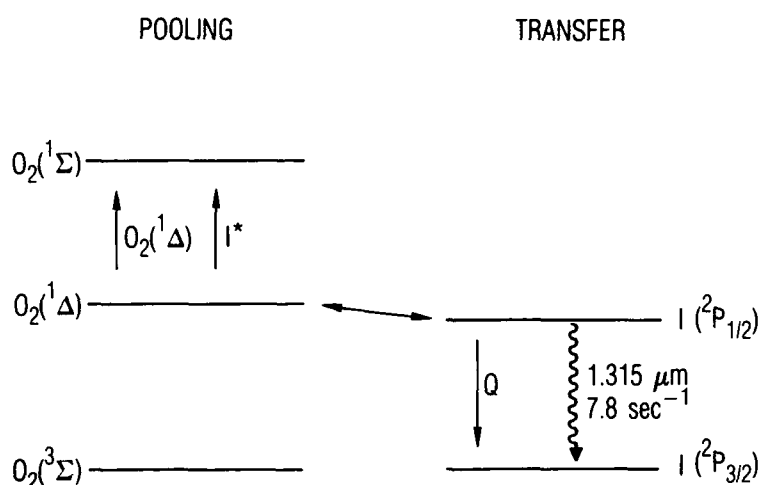 POOLING
TRANSFER
O₂(¹Σ)
O₂(¹Δ)
I*
O₂(¹Δ)
I (²P₁/₂)
Q
1.315 μm
7.8 sec⁻¹
O₂(³Σ)
I (²P₃/₂)